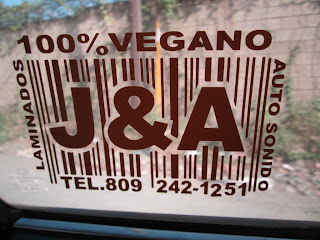 100% VEGANO
LAMINADOS
J&A
AUTO SONIDO
TEL.809 242-1251